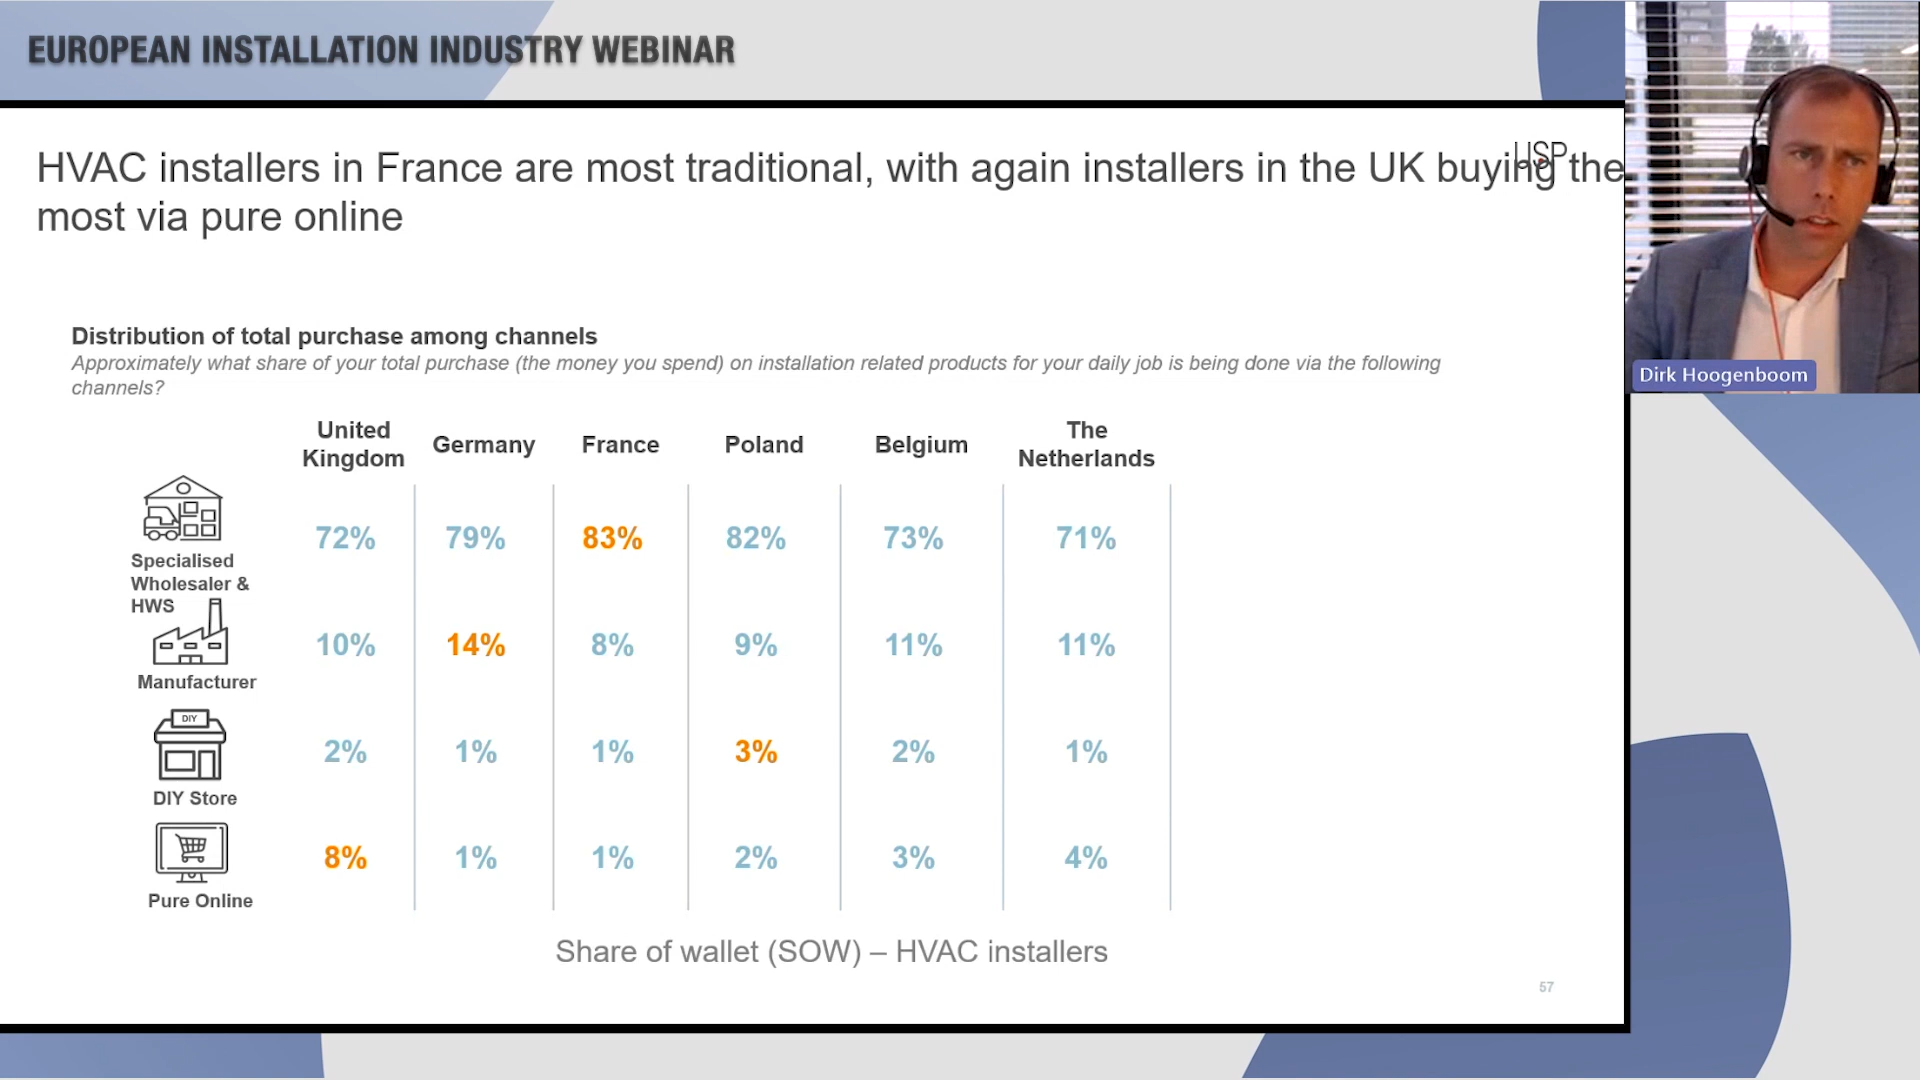 EUROPEAN INSTALLATION INDUSTRY WEBINAR
USP
HVAC installers in France are most traditional, with again installers in the UK buying the
most via pure online
Dirk Hoogenboom
Distribution of total purchase among channels
Approximately what share of your total purchase (the money you spend) on installation related products for your daily job is being done via the following
channels?
United
Kingdom
Germany
France
Poland
Belgium
The
Netherlands
Specialised
Wholesaler &
HWS
72%
79%
83%
82%
73%
71%
Manufacturer
10%
14%
8%
9%
11%
11%
DIY
DIY Store
2%
1%
1%
3%
2%
1%
Pure Online
8%
1%
1%
2%
3%
4%
Share of wallet (SOW) – HVAC installers
57